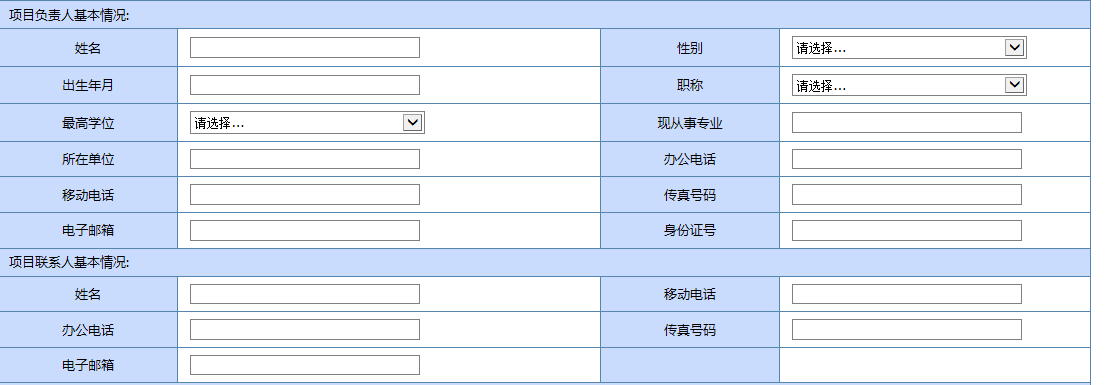 项目负责人基本情况:
姓名 性别 请选择...
出生年月 职称 请选择...
最高学位 请选择... 现从事专业
所在单位 办公电话
移动电话 传真号码
电子邮箱 身份证号
项目联系人基本情况:
姓名 移动电话
办公电话 传真号码
电子邮箱